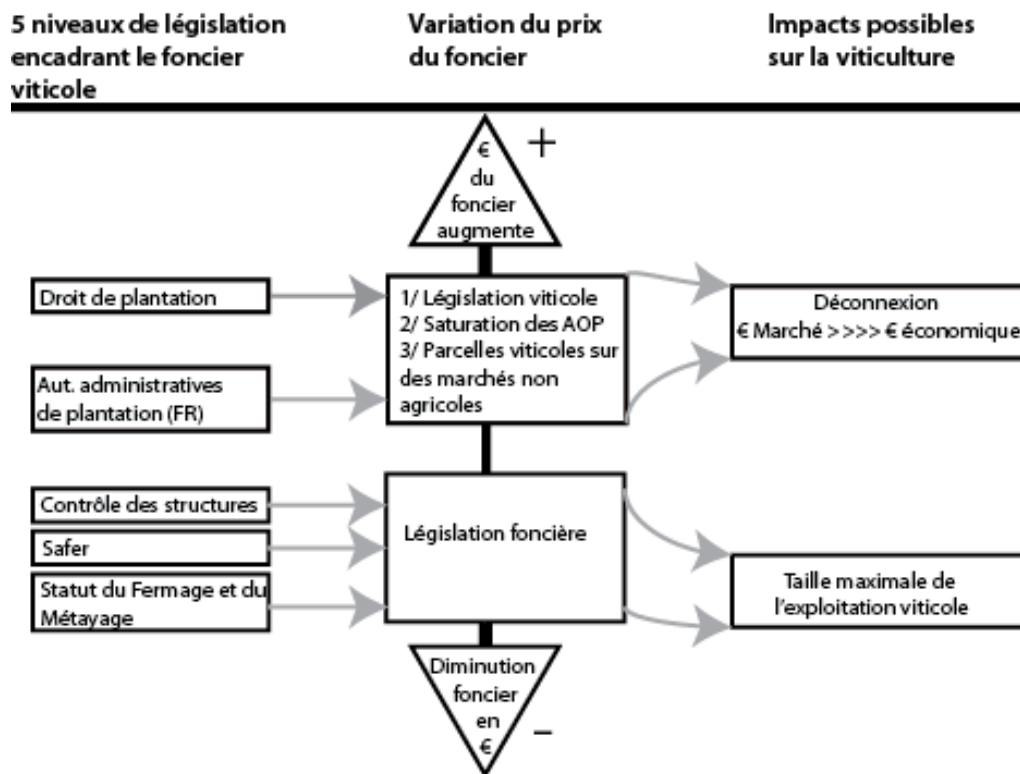 5 niveaux de législation
encadrant le foncier
viticole
Variation du prix
du foncier
Impacts possibles
sur la viticulture
€
du
foncier
augmente
+
Droit de plantation
Aut. administratives
de plantation (FR)
1/ Législation viticole
2/ Saturation des AOP
3/ Parcelles viticoles sur
des marchés non
agricoles
Déconnexion
€ Marché >>>> € économique
Contrôle des structures
Safer
Statut du Fermage et du
Métayage
Législation foncière
Taille maximale de
l'exploitation viticole
Diminution
foncier
en
€
–